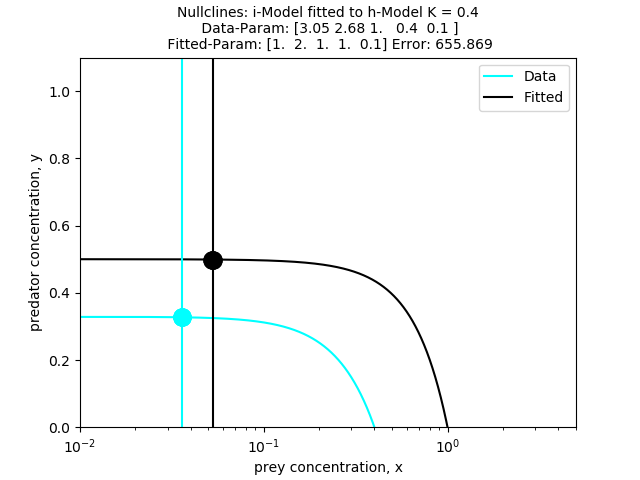 Nullclines: i-Model fitted to h-Model K = 0.4
Data-Param: [3.05 2.68 1.   0.4  0.1 ]
Fitted-Param: [1.  2.  1.  1.  0.1] Error: 655.869
Data
Fitted
1.0
0.8
0.6
0.4
0.2
0.0
predator concentration, y
10⁻²
10⁻¹
10⁰
prey concentration, x